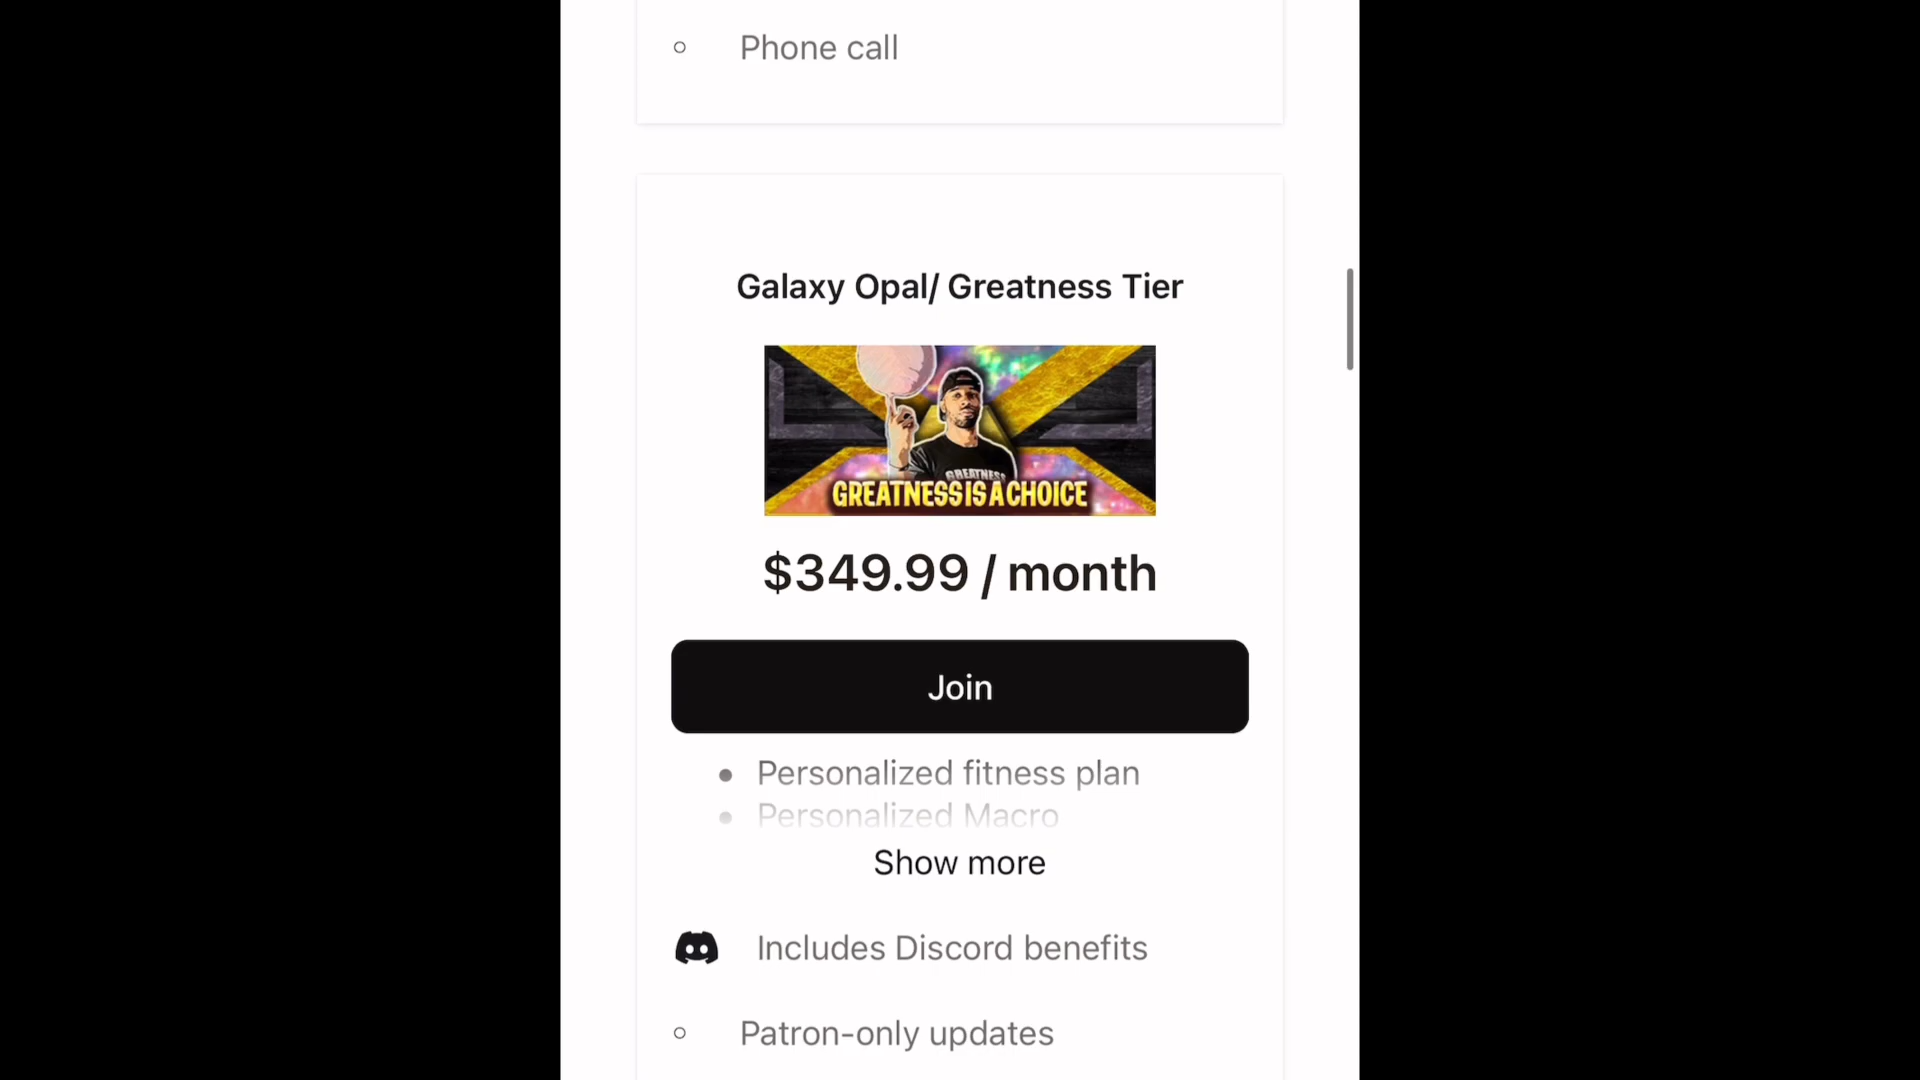 Phone call
Galaxy Opal/ Greatness Tier
GREATNESS
GREATNESS IS A CHOICE
$349.99 / month
Join
Personalized fitness plan
Personalized Macro
Show more
Includes Discord benefits
Patron-only updates